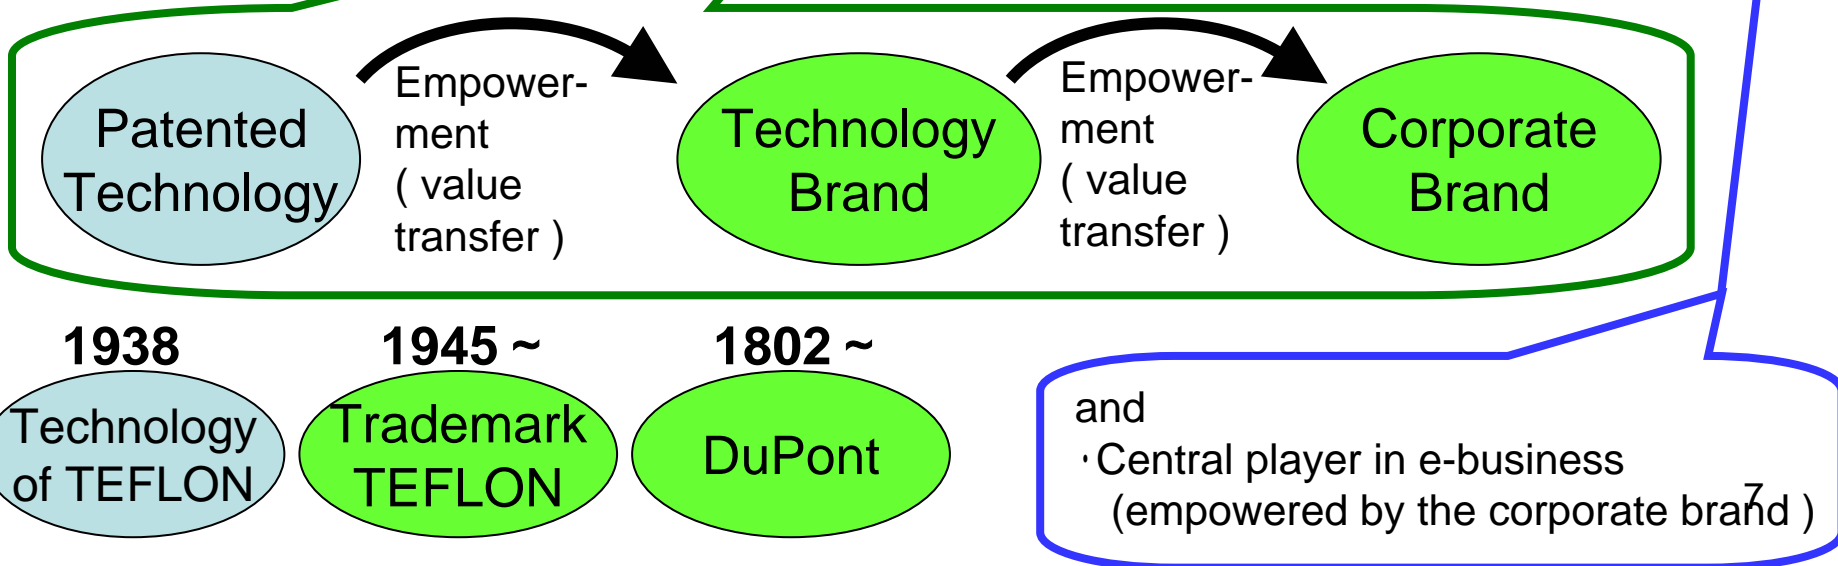 Patented
Technology
Empower-
ment
( value
transfer )
Technology
Brand
Empower-
ment
( value
transfer )
Corporate
Brand
1938
1945 ~
1802 ~
Technology
of TEFLON
Trademark
TEFLON
DuPont
and
·Central player in e-business
(empowered by the corporate brand )
7